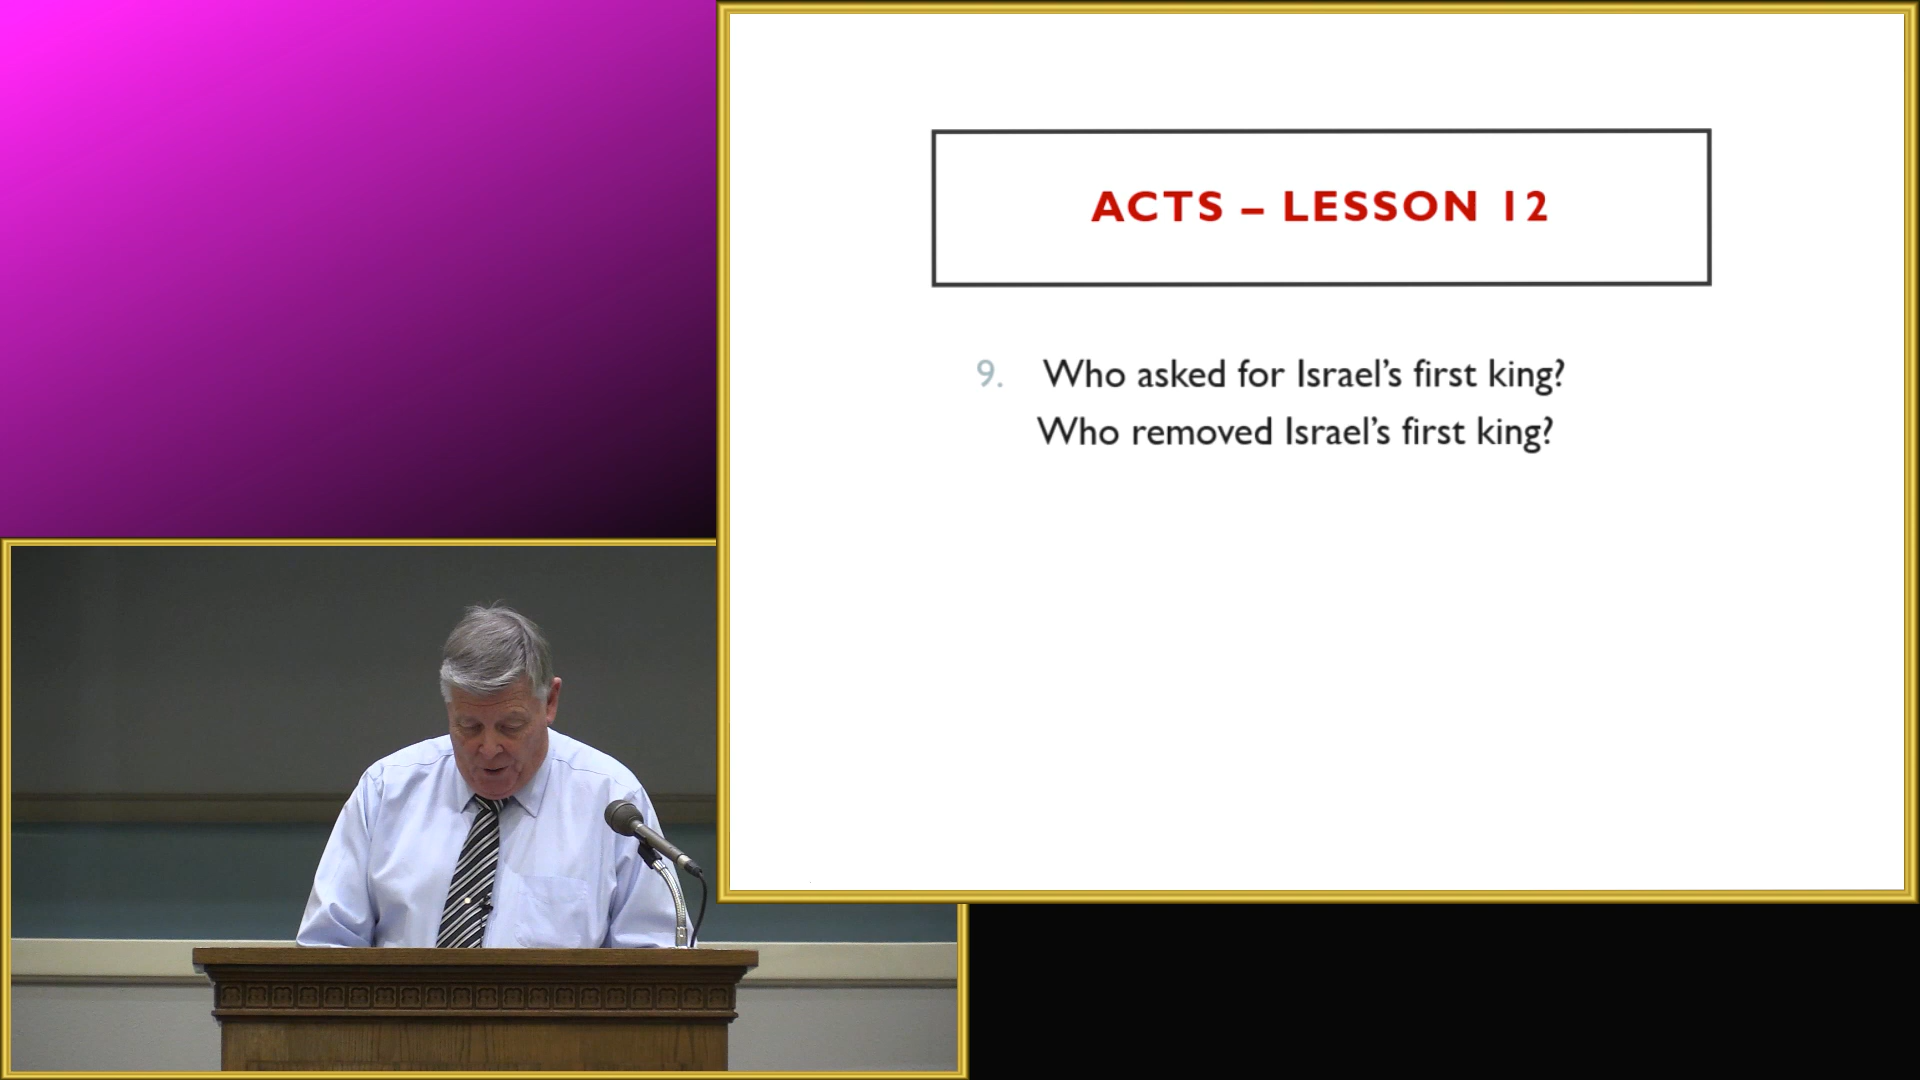 ACTS – LESSON 12
9. Who asked for Israel’s first king?
Who removed Israel’s first king?